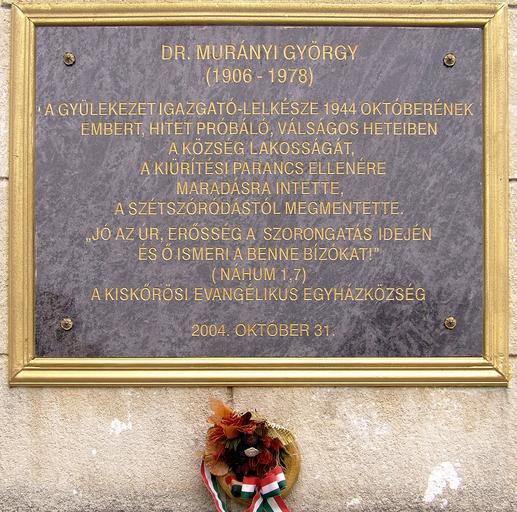 DR. MURÁNYI GYÖRGY
(1906 - 1978)
A GYÜLEKEZET IGAZGATÓ-LELKÉSZE 1944 OKTÓBERÉNEK
EMBERT, HITET PRÓBÁLÓ, VÁLSÁGOS HETEIBEN
A KÖZSÉG LAKOSSÁGÁT,
A KIÜRÍTÉSI PARANCS ELLENÉRE
MARADÁSRA INTETTE,
A SZÉTSZÓRÓDÁSTÓL MEGMENTETTE.
„JÓ AZ ÚR, ERŐSSÉG A SZORONGATÁS IDEJÉN
ÉS Ő ISMERI A BENNE BÍZÓKAT!"
(NÁHUM 1,7)
A KISKŐRÖSI EVANGÉLIKUS EGYHÁZKÖZSÉG
2004. OKTÓBER 31.